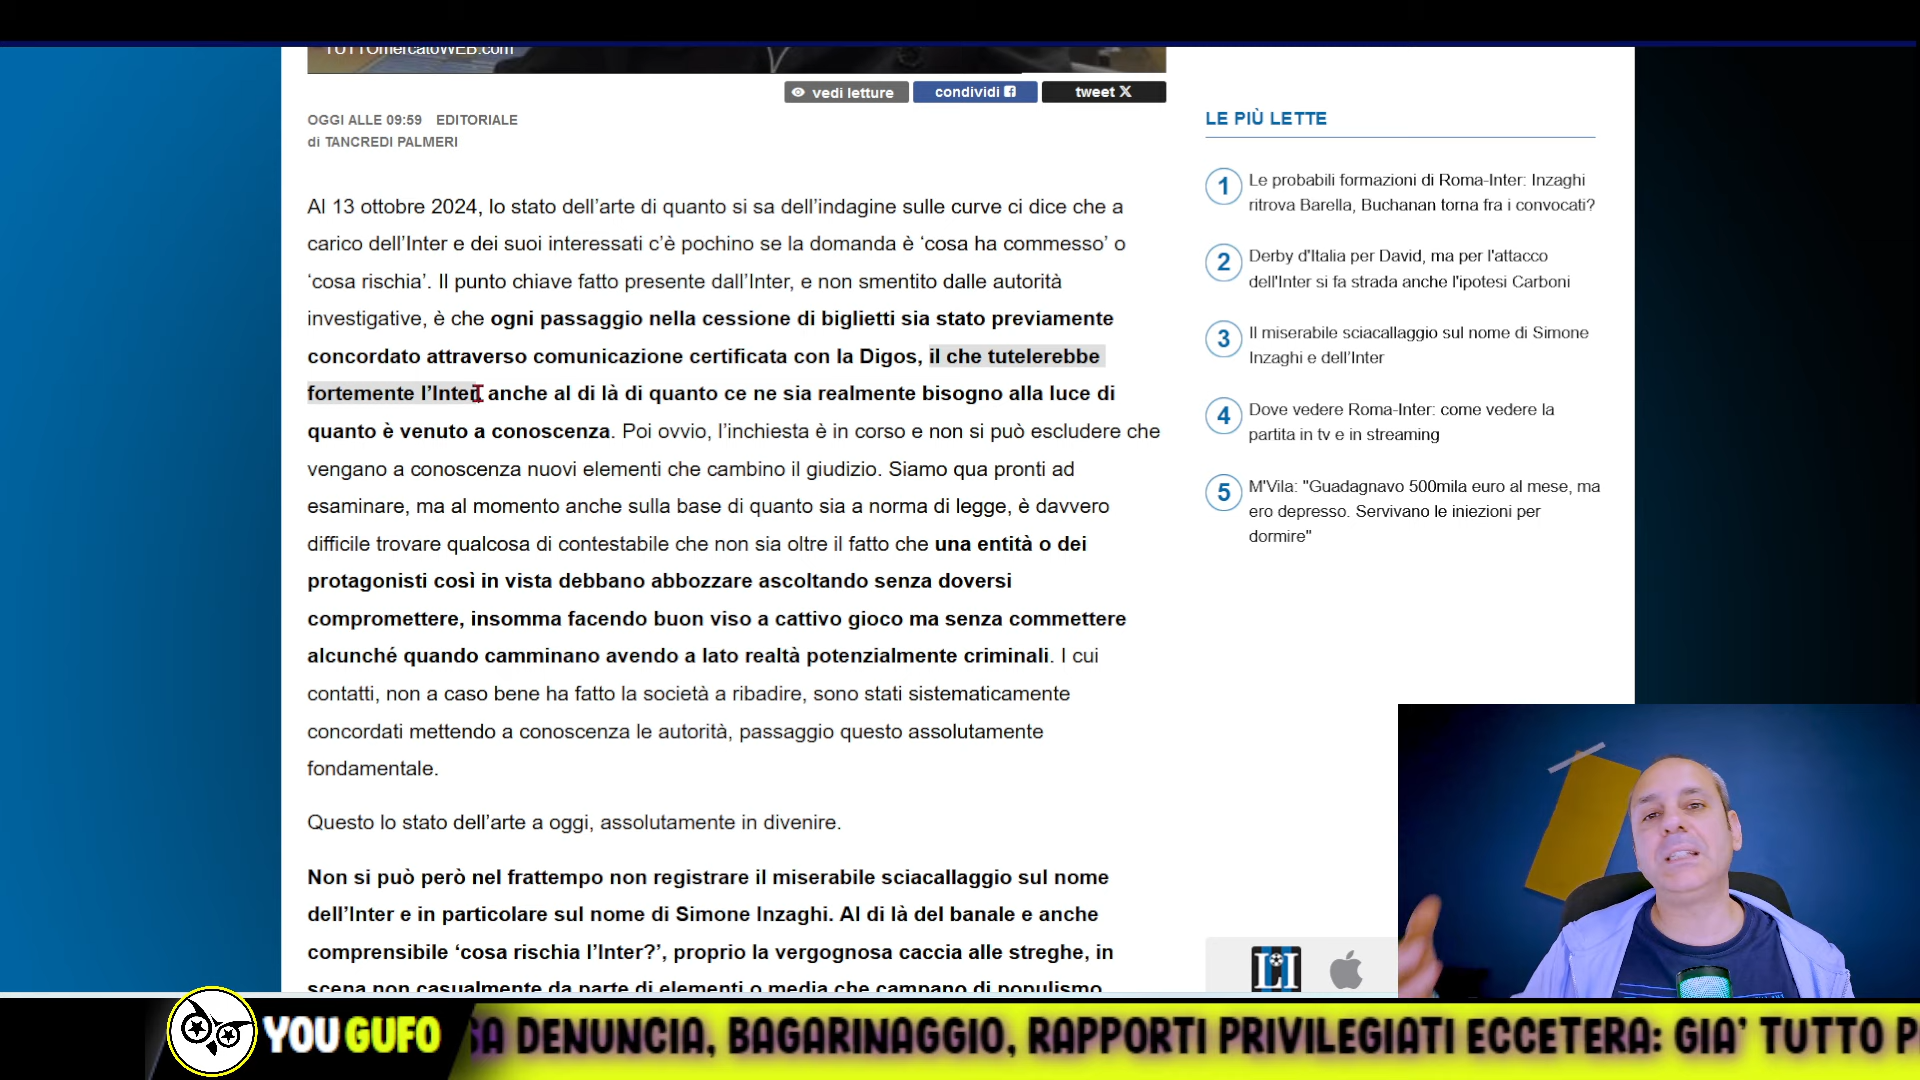 TUTTOmercatoWEB.com
vedi letture
condividi
tweet X
OGGI ALLE 09:59 EDITORIALE
di TANCREDI PALMERI
Al 13 ottobre 2024, lo stato dell’arte di quanto si sa dell’indagine sulle curve ci dice che a
carico dell’Inter e dei suoi interessati c’è pochino se la domanda è ‘cosa ha commesso’ o
‘cosa rischia’. Il punto chiave fatto presente dall’Inter, e non smentito dalle autorità
investigative, è che ogni passaggio nella cessione di biglietti sia stato previamente
concordato attraverso comunicazione certificata con la Digos, il che tutelerebbe
fortemente l’Inter, anche al di là di quanto ce ne sia realmente bisogno alla luce di
quanto è venuto a conoscenza. Poi ovvio, l’inchiesta è in corso e non si può escludere che
vengano a conoscenza nuovi elementi che cambino il giudizio. Siamo qua pronti ad
esaminare, ma al momento anche sulla base di quanto sia a norma di legge, è davvero
difficile trovare qualcosa di contestabile che non sia oltre il fatto che una entità o dei
protagonisti così in vista debbano abbozzare ascoltando senza doversi
compromettere, insomma facendo buon viso a cattivo gioco ma senza commettere
alcunché quando camminano avendo a lato realtà potenzialmente criminali. I cui
contatti, non a caso bene ha fatto la società a ribadire, sono stati sistematicamente
concordati mettendo a conoscenza le autorità, passaggio questo assolutamente
fondamentale.
Questo lo stato dell’arte a oggi, assolutamente in divenire.
Non si può però nel frattempo non registrare il miserabile sciacallaggio sul nome
dell’Inter e in particolare sul nome di Simone Inzaghi. Al di là del banale e anche
comprensibile ‘cosa rischia l’Inter?’, proprio la vergognosa caccia alle streghe, in
scena non casualmente da parte di elementi o media che campano di populismo
LE PIÙ LETTE
1
Le probabili formazioni di Roma-Inter: Inzaghi
ritrova Barella, Buchanan torna fra i convocati?
2
Derby d'Italia per David, ma per l'attacco
dell'Inter si fa strada anche l'ipotesi Carboni
3
Il miserabile sciacallaggio sul nome di Simone
Inzaghi e dell’Inter
4
Dove vedere Roma-Inter: come vedere la
partita in tv e in streaming
5
M'Vila: "Guadagnavo 500mila euro al mese, ma
ero depresso. Servivano le iniezioni per
dormire"
LI
YOU GUFO
SA DENUNCIA, BAGARINAGGIO, RAPPORTI PRIVILEGIATI ECCETERA: GIA' TUTTO P